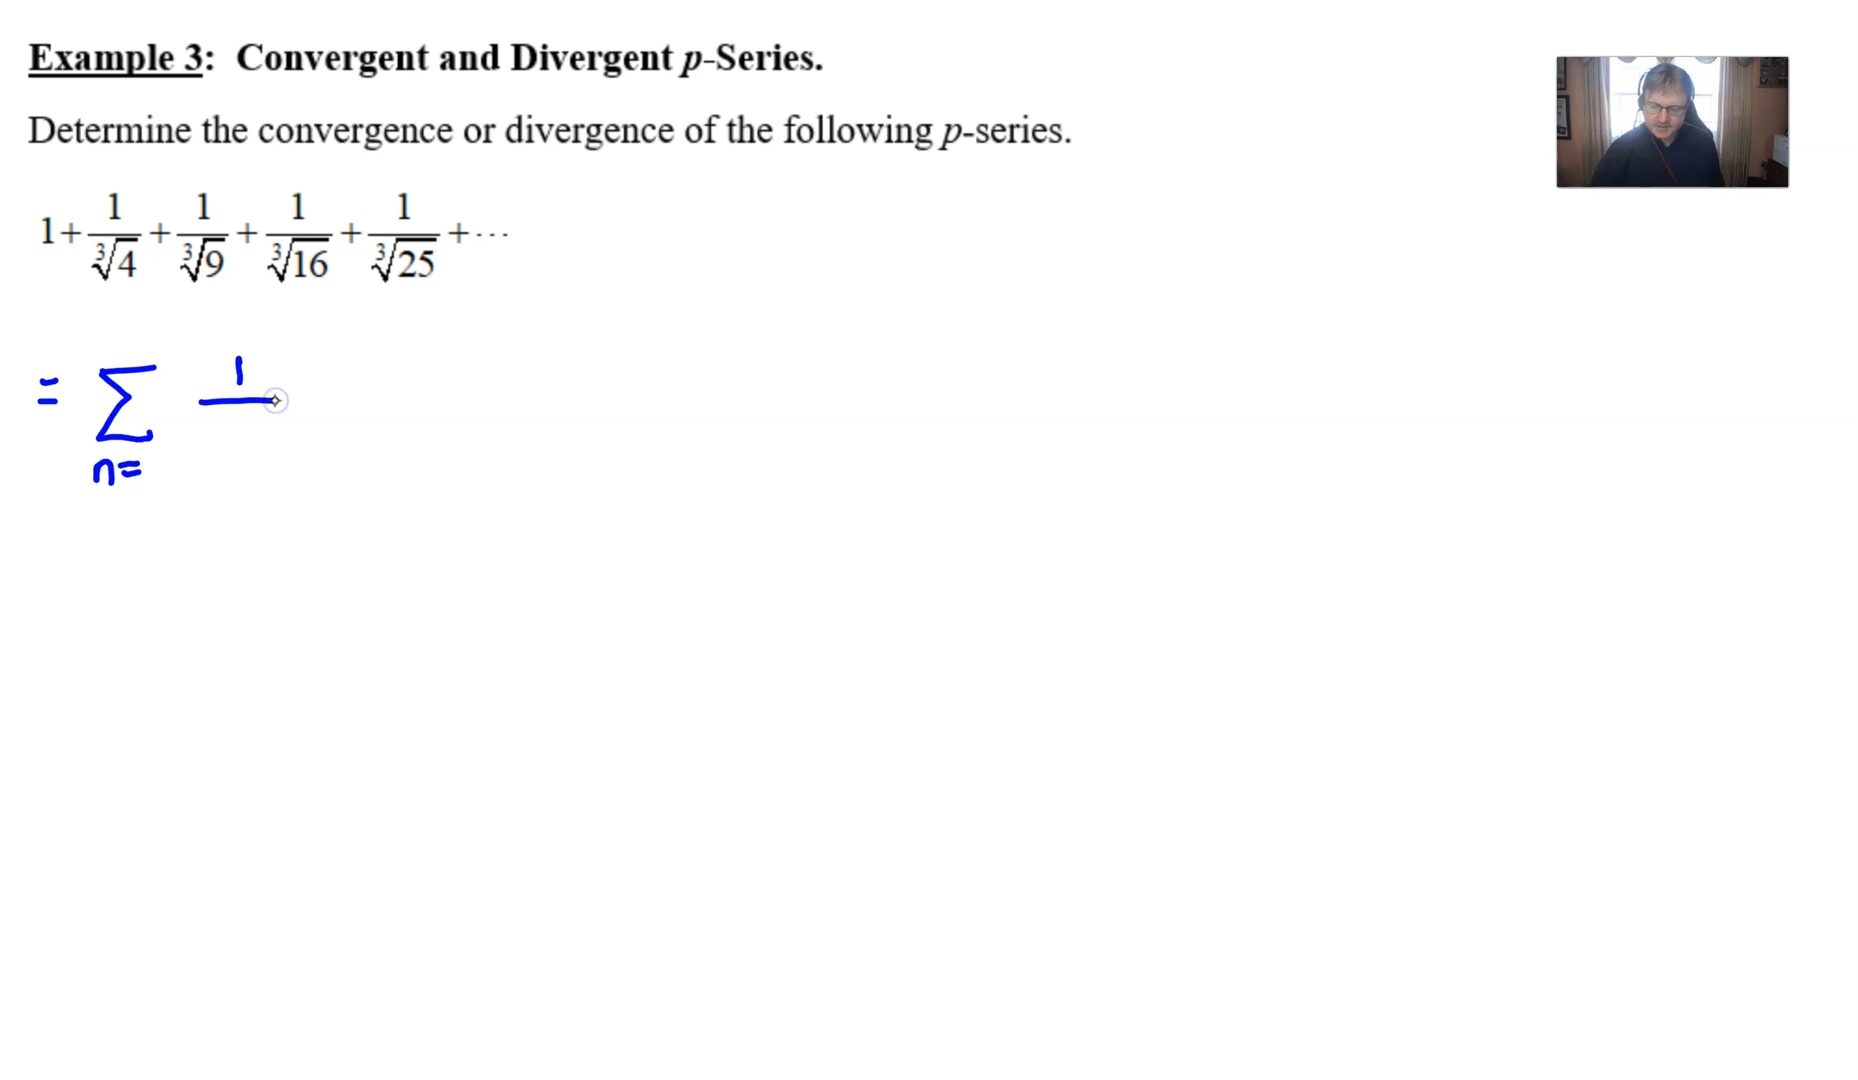 Example 3: Convergent and Divergent p-Series.
Determine the convergence or divergence of the following p-series.
1 + 1/∛4 + 1/∛9 + 1/∛16 + 1/∛25 + ⋯
= ∑ 1
n=